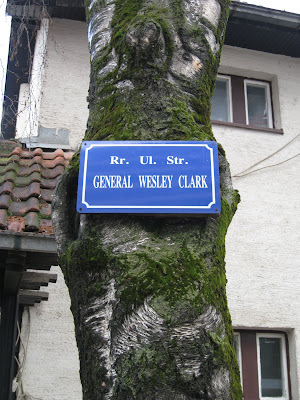 Rr. Ul. Str.
GENERAL WESLEY CLARK